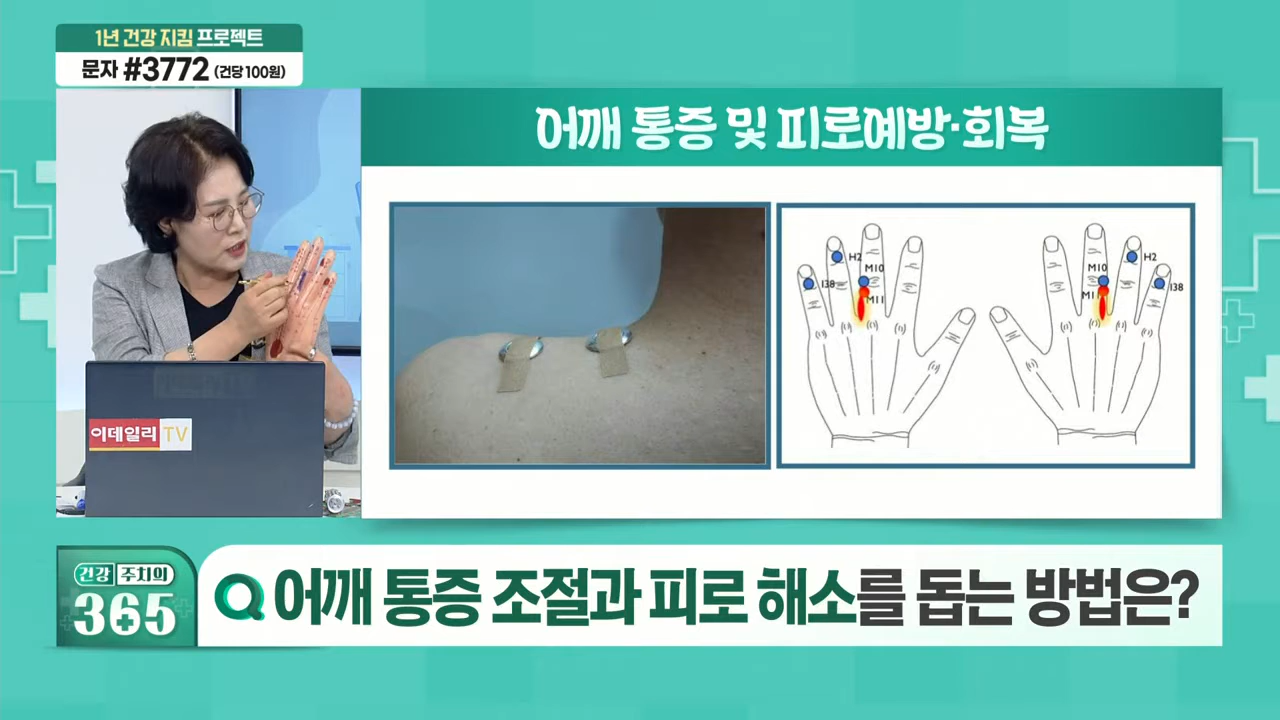 1년 건강 지킴 프로젝트
문자 #3772 (건당 100원)
어깨 통증 및 피로예방·회복
H2
M10
I38
M11
M10
H2
M1
I38
이데일리 TV
건강 주치의
365
Q 어깨 통증 조절과 피로 해소를 돕는 방법은?